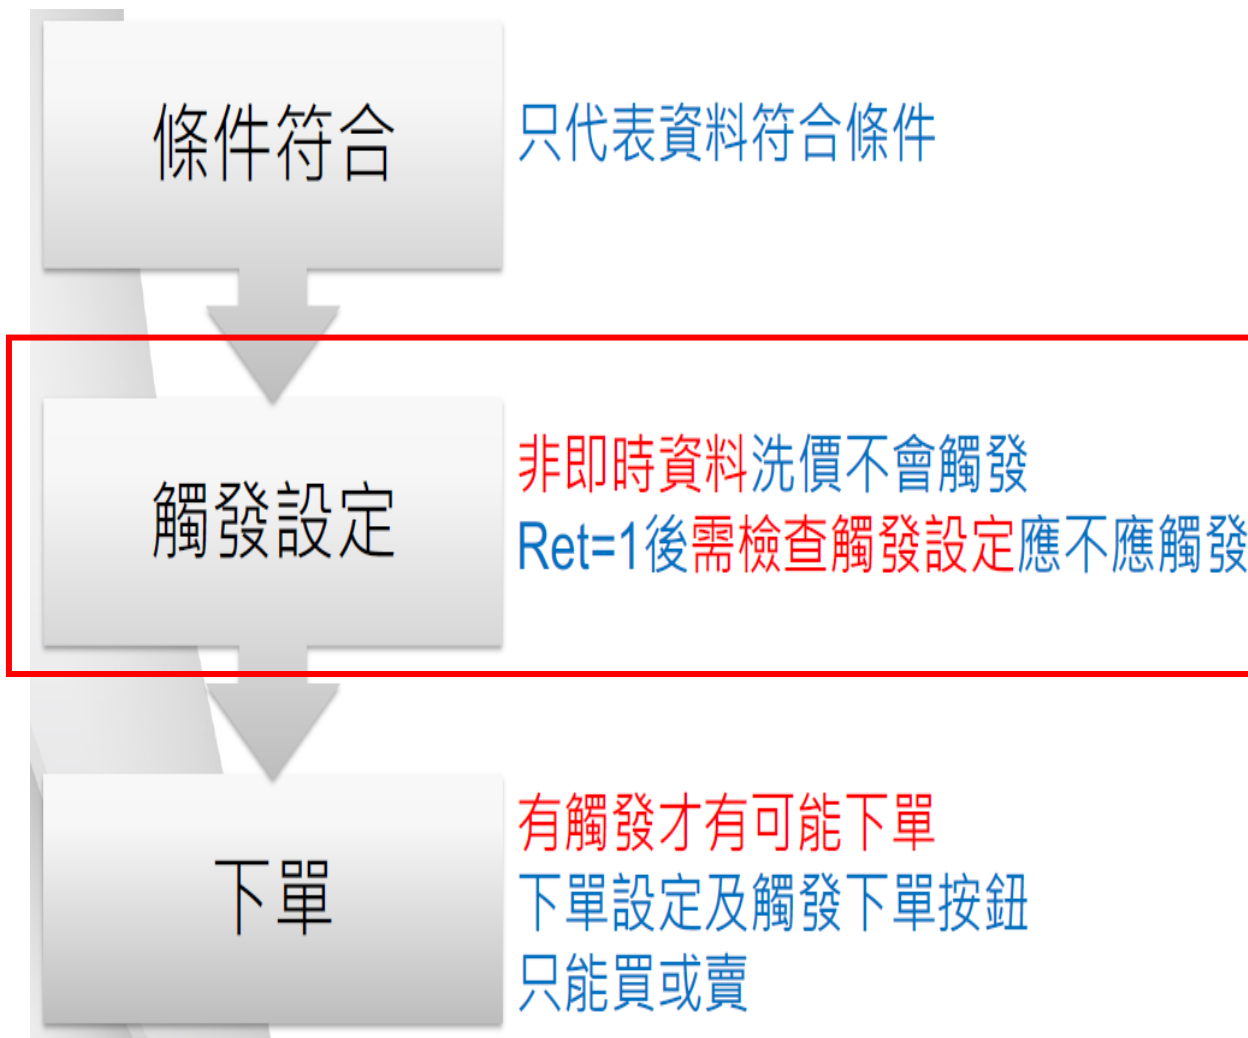 條件符合
只代表資料符合條件
觸發設定
非即時資料洗價不會觸發
Ret=1後需檢查觸發設定應不應觸發
下單
有觸發才有可能下單
下單設定及觸發下單按鈕
只能買或賣